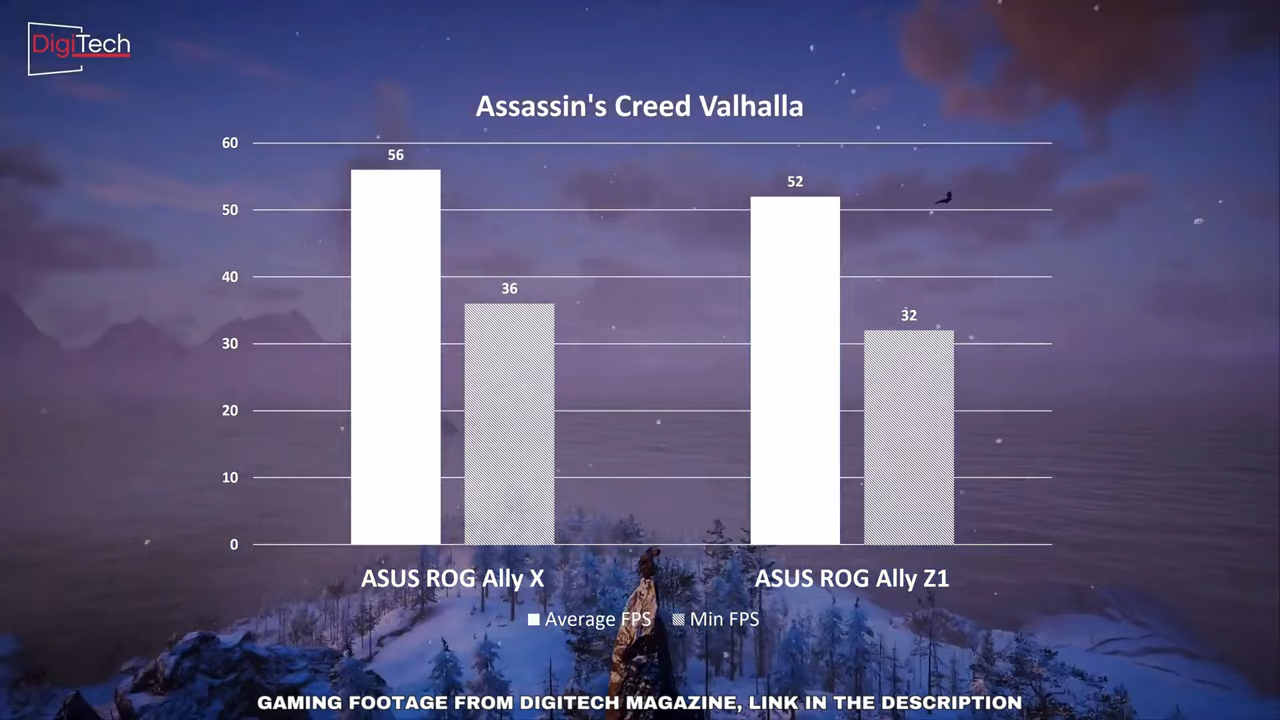 DigiTech
Assassin's Creed Valhalla
60
50
40
30
20
10
0
56
36
52
32
ASUS ROG Ally X
ASUS ROG Ally Z1
Average FPS
Min FPS
GAMING FOOTAGE FROM DIGITECH MAGAZINE, LINK IN THE DESCRIPTION